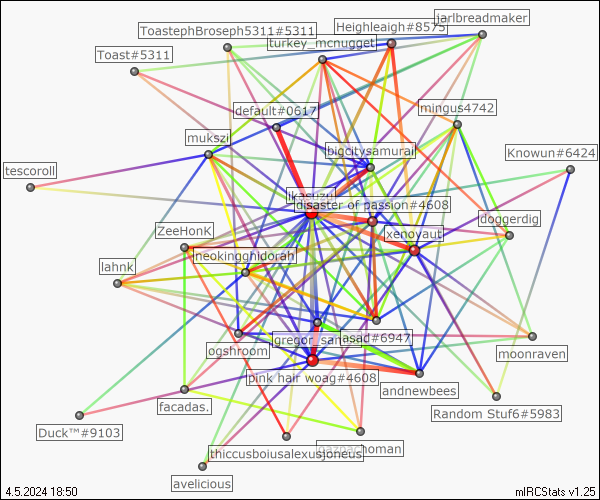 ToastephBroseph5311#5311
Heighleaigh#8575
jarlbreadmaker
turkey_mcnugget
Toast#5311
default#0617
mingus4742
mukszi
bigcitysamurai
Knowun#6424
tescoroll
ikasuzu
disaster of passion#4608
doggerdig
ZeeHonK
xenoyaut
neokingghidorah
lahnk
gregor_sam
asad#6947
ogshroom
moonraven
pink hair woag#4608
andnewbees
facadas.
Random Stuf6#5983
Duck™#9103
thiccusboiusalexusjoneus
avelicious
4.5.2024 18:50
mIRCStats v1.25